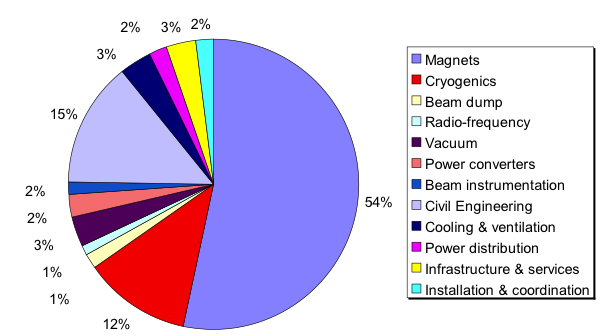 2%
3%
2%
3%
15%
54%
2%
2%
3%
1%
1%
12%
Magnets
Cryogenics
Beam dump
Radio-frequency
Vacuum
Power converters
Beam instrumentation
Civil Engineering
Cooling & ventilation
Power distribution
Infrastructure & services
Installation & coordination